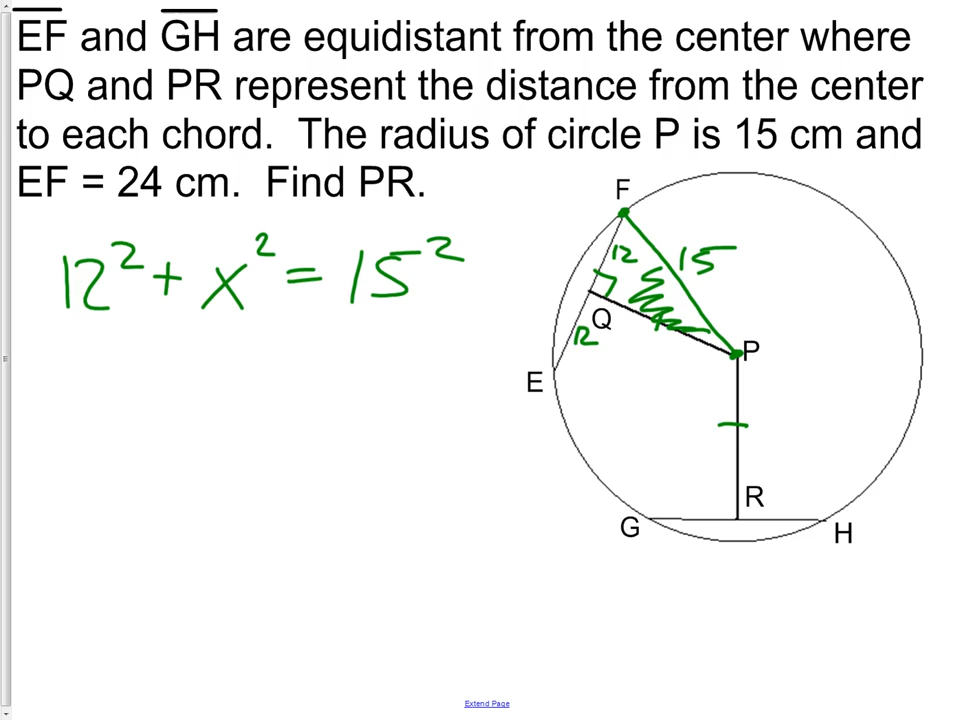 EF and GH are equidistant from the center where
PQ and PR represent the distance from the center
to each chord. The radius of circle P is 15 cm and
EF = 24 cm. Find PR.
12² + x² = 15²
F
12
15
Q
12
P
E
R
G
H
Extend Page